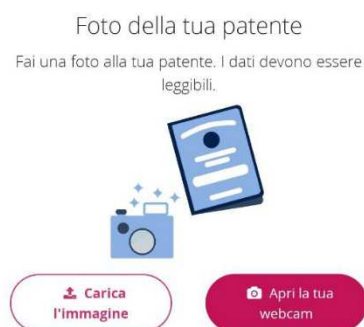 Foto della tua patente
Fai una foto alla tua patente. I dati devono essere
leggibili.
Carica
l'immagine
Apri la tua
webcam